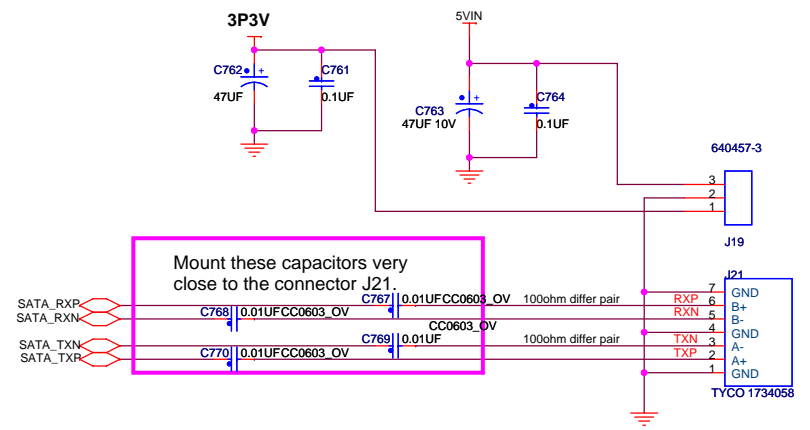 3P3V
5VIN
C762
+
47UF
C761
0.1UF
C763
+
47UF 10V
C764
0.1UF
640457-3
3
2
1
J19
Mount these capacitors very
close to the connector J21.
J21
SATA_RXP
C767 0.01UFCC0603_OV
100ohm differ pair
RXP
7 GND
6 B+
SATA_RXN
C768 0.01UFCC0603_OV
RXN
5 B-
CC0603_OV
4 GND
SATA_TXN
C769 0.01UF
100ohm differ pair
TXN
3 A-
SATA_TXP
C770 0.01UFCC0603_OV
TXP
2 A+
1 GND
TYCO 1734058